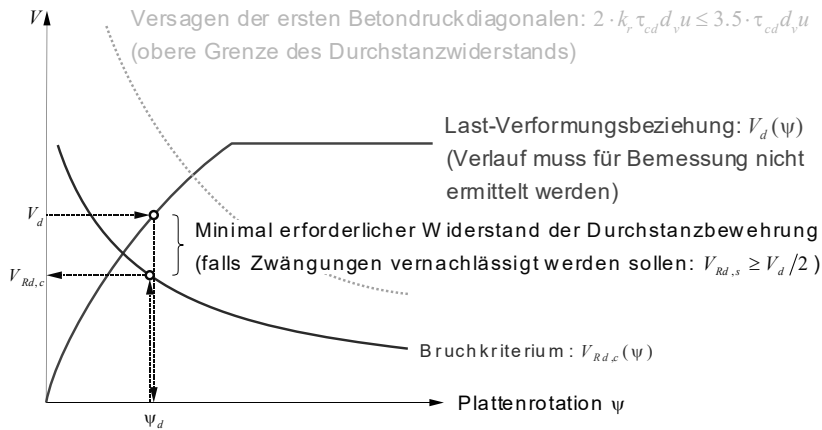 V
Versagen der ersten Betondruckdiagonalen: 2 · kᵣ τ_cd d_v u ≤ 3.5 · τ_cd d_v u
(obere Grenze des Durchstanzwiderstands)
Last-Verformungsbeziehung: V_d (ψ)
(Verlauf muss für Bemessung nicht
ermittelt werden)
V_d
Minimal erforderlicher Widerstand der Durchstanzbewehrung
(falls Zwängungen vernachlässigt werden sollen: V_Rd,s ≥ V_d /2 )
V_Rd,c
Bruchkriterium : V_Rd,c (ψ)
Plattenrotation ψ
ψ_d